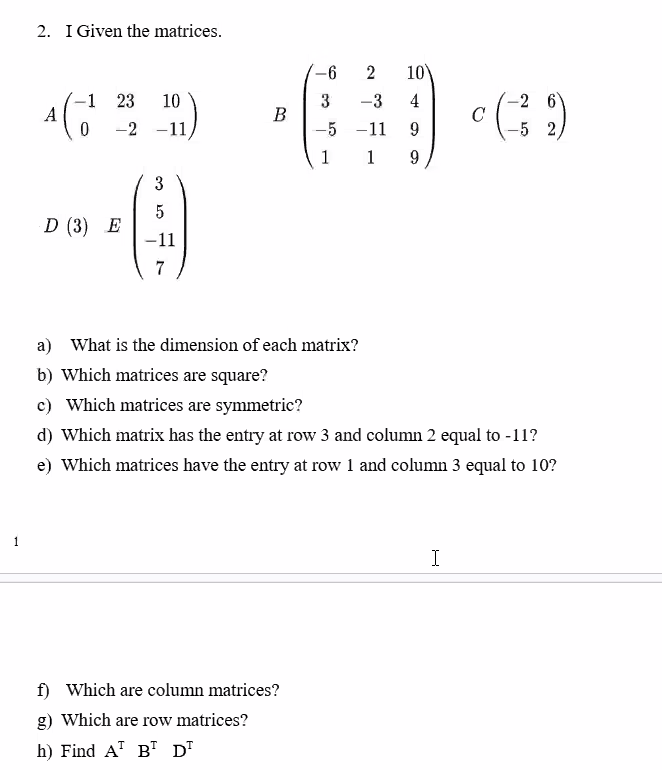 2. I Given the matrices.
A (−1 23 10
0 −2 −11)
B (−6 2 10
3 −3 4
−5 −11 9
1 1 9)
C (−2 6
−5 2)
D (3) E (3
5
−11
7)
a) What is the dimension of each matrix?
b) Which matrices are square?
c) Which matrices are symmetric?
d) Which matrix has the entry at row 3 and column 2 equal to -11?
e) Which matrices have the entry at row 1 and column 3 equal to 10?
1
f) Which are column matrices?
g) Which are row matrices?
h) Find Aᵀ Bᵀ Dᵀ